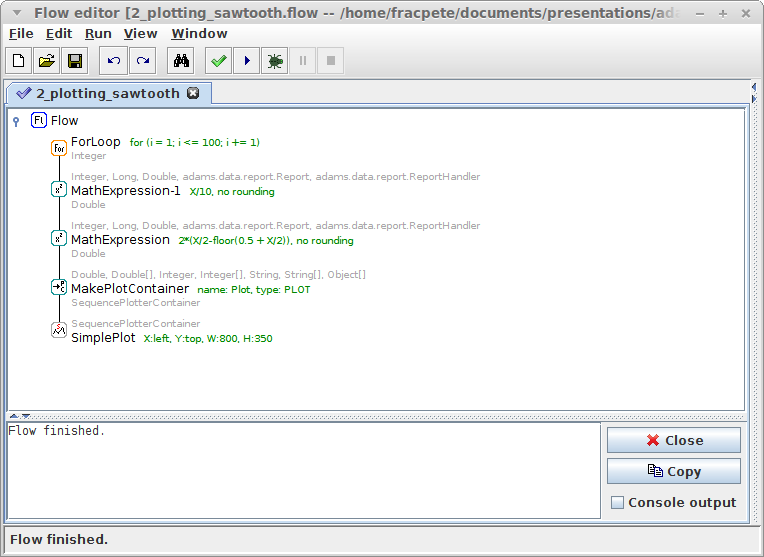 Flow editor [2_plotting_sawtooth.flow -- /home/fracpete/documents/presentations/ad
File Edit Run View Window
2_plotting_sawtooth
Flow
ForLoop for (i = 1; i <= 100; i += 1)
Integer
Integer, Long, Double, adams.data.report.Report, adams.data.report.ReportHandler
MathExpression-1 X/10, no rounding
Double
Integer, Long, Double, adams.data.report.Report, adams.data.report.ReportHandler
MathExpression 2*(X/2-floor(0.5 + X/2)), no rounding
Double
Double, Double[], Integer, Integer[], String, String[], Object[]
MakePlotContainer name: Plot, type: PLOT
SequencePlotterContainer
SequencePlotterContainer
SimplePlot X:left, Y:top, W:800, H:350
Flow finished.
Close
Copy
Console output
Flow finished.